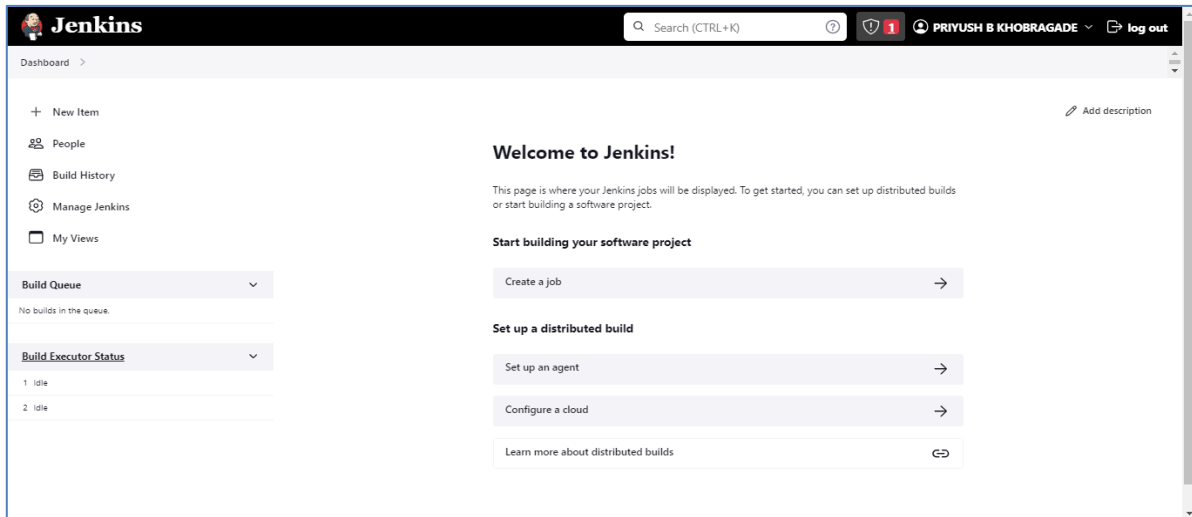 Jenkins
Search (CTRL+K)
1
PRIYUSH B KHOBRAGADE
log out
Dashboard
New Item
People
Build History
Manage Jenkins
My Views
Build Queue
No builds in the queue.
Build Executor Status
1 Idle
2 Idle
Add description
Welcome to Jenkins!
This page is where your Jenkins jobs will be displayed. To get started, you can set up distributed builds
or start building a software project.
Start building your software project
Create a job
Set up a distributed build
Set up an agent
Configure a cloud
Learn more about distributed builds